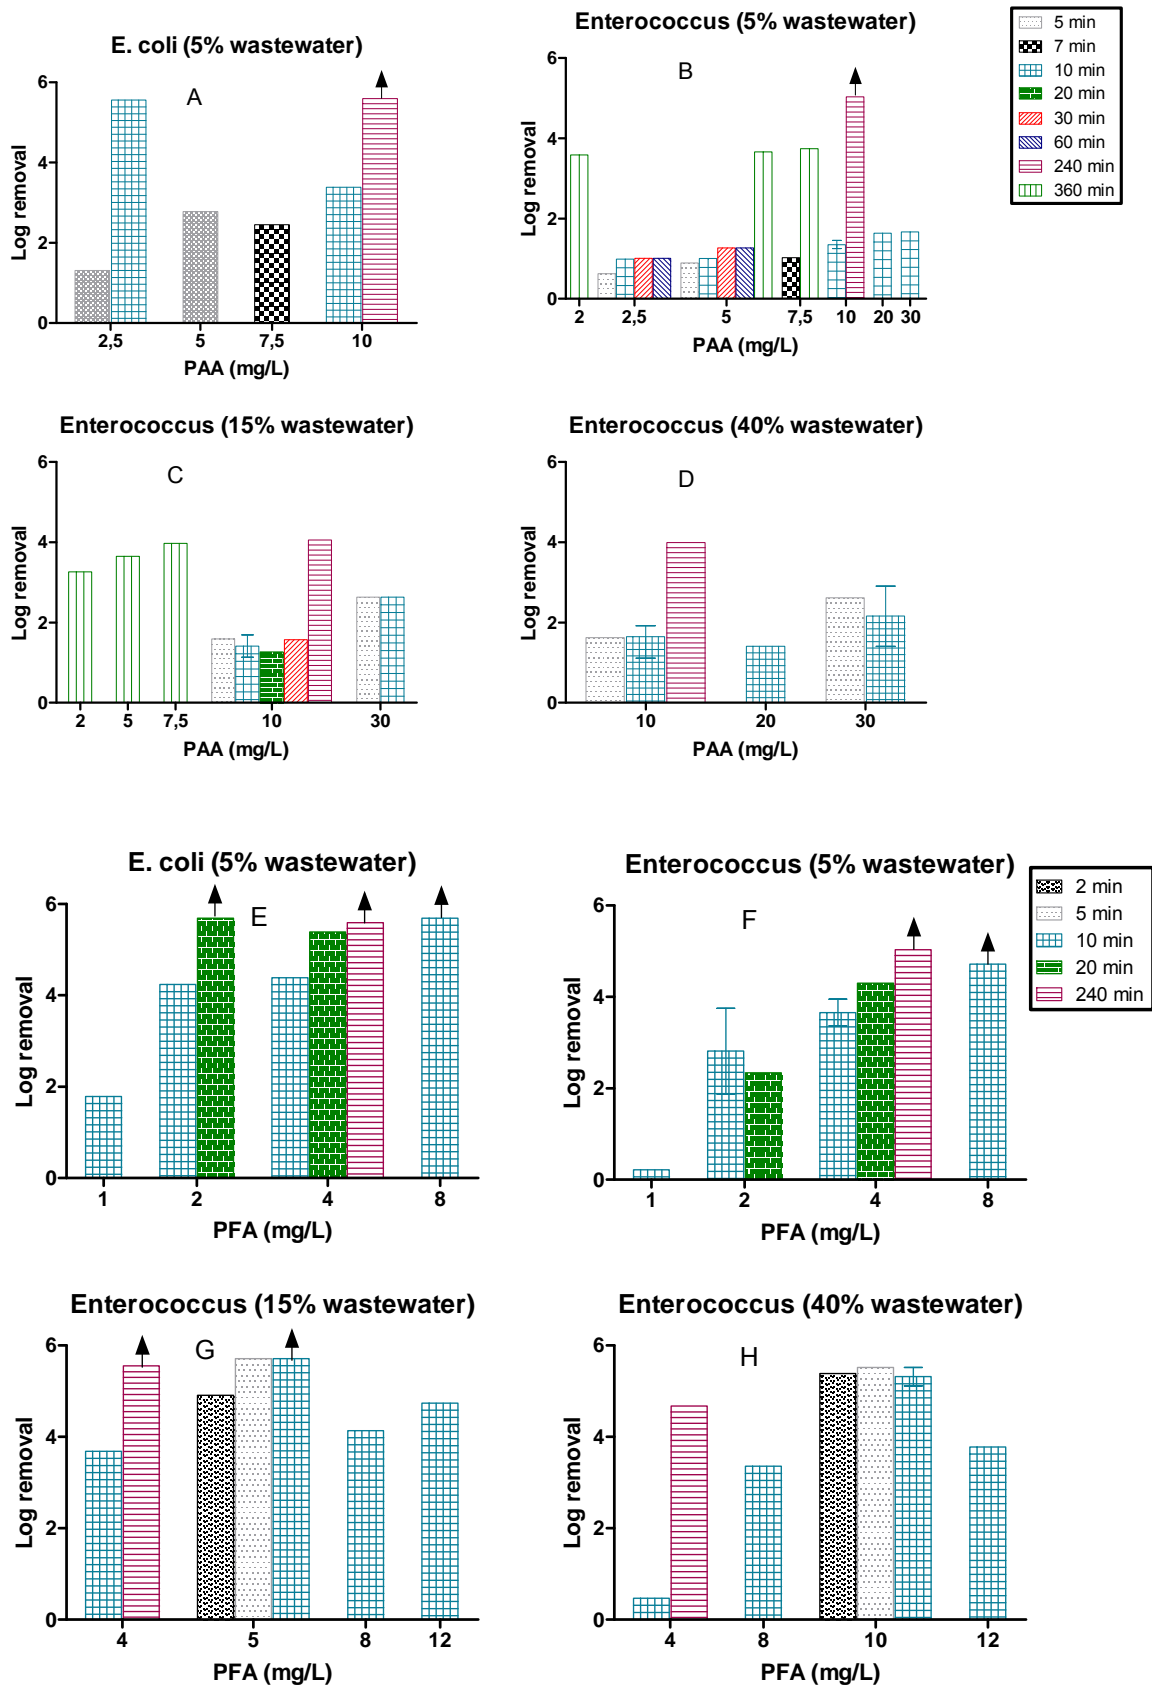 E. coli (5% wastewater)
A
6
4
2
0
Log removal
2,5 5 7,5 10
PAA (mg/L)
Enterococcus (5% wastewater)
B
6
4
2
0
Log removal
2 2,5 5 7,5 10 20 30
PAA (mg/L)
5 min
7 min
10 min
20 min
30 min
60 min
240 min
360 min
Enterococcus (15% wastewater)
C
6
4
2
0
Log removal
2 5 7,5 10 30
PAA (mg/L)
Enterococcus (40% wastewater)
D
6
4
2
0
Log removal
10 20 30
PAA (mg/L)
E. coli (5% wastewater)
E
6
4
2
0
Log removal
1 2 4 8
PFA (mg/L)
Enterococcus (5% wastewater)
F
6
4
2
0
Log removal
1 2 4 8
PFA (mg/L)
2 min
5 min
10 min
20 min
240 min
Enterococcus (15% wastewater)
G
6
4
2
0
Log removal
4 5 8 12
PFA (mg/L)
Enterococcus (40% wastewater)
H
6
4
2
0
Log removal
4 8 10 12
PFA (mg/L)